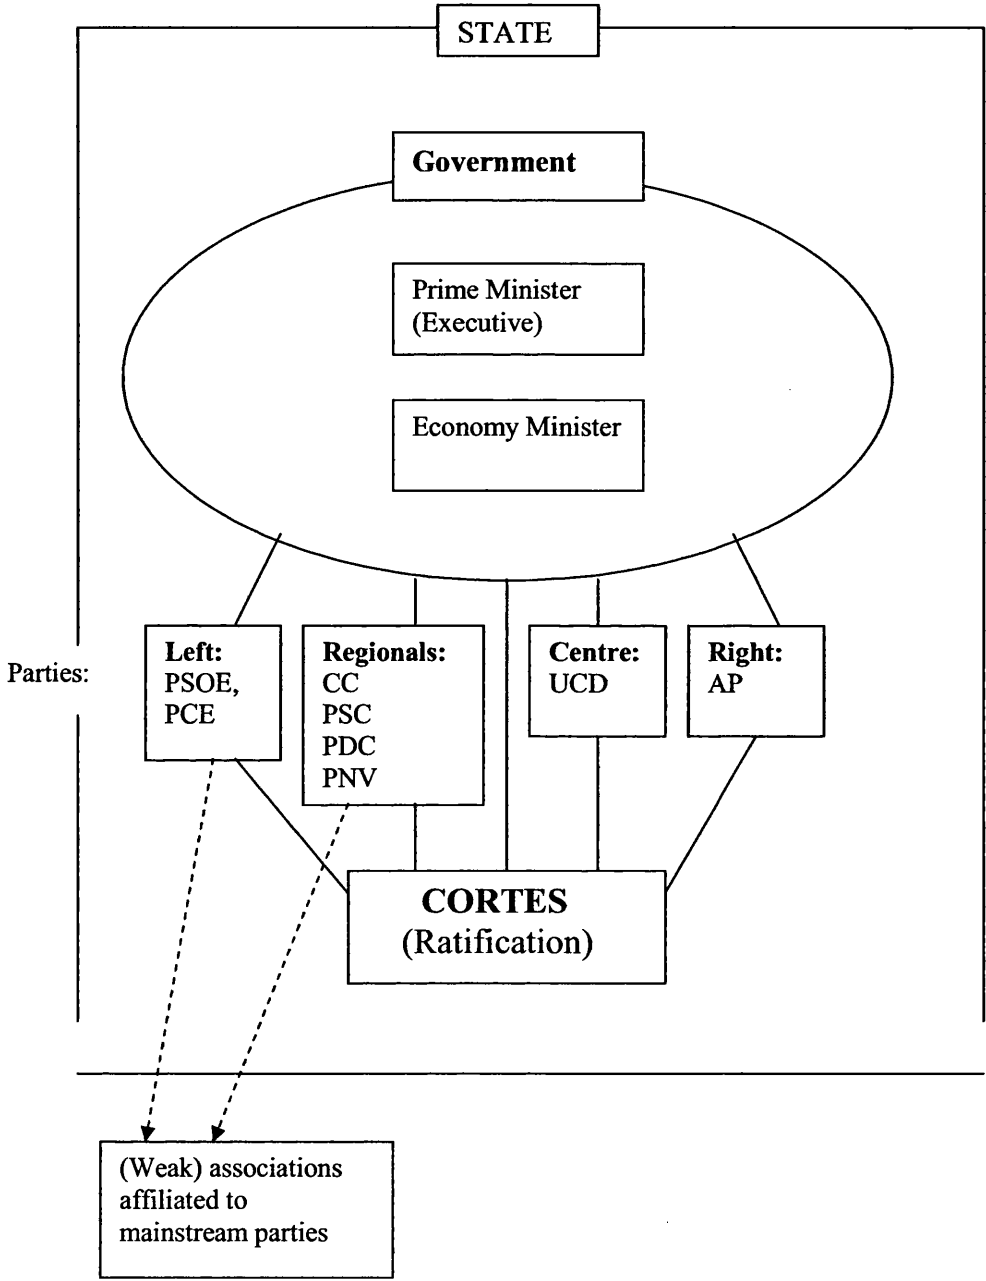 STATE
Government
Prime Minister
(Executive)
Economy Minister
Parties:
Left:
PSOE,
PCE
Regionals:
CC
PSC
PDC
PNV
Centre:
UCD
Right:
AP
CORTES
(Ratification)
(Weak) associations
affiliated to
mainstream parties